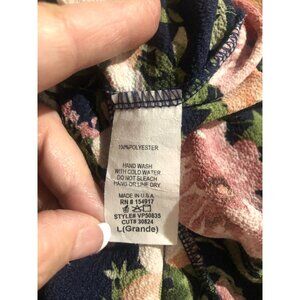 100% POLYESTER
HAND WASH
WITH COLD WATER
DO NOT BLEACH
HANG OR LINE DRY.
MADE IN U.S.A.
RN # 154917
STYLE# VP50835
CUT# 30824
L(Grande)